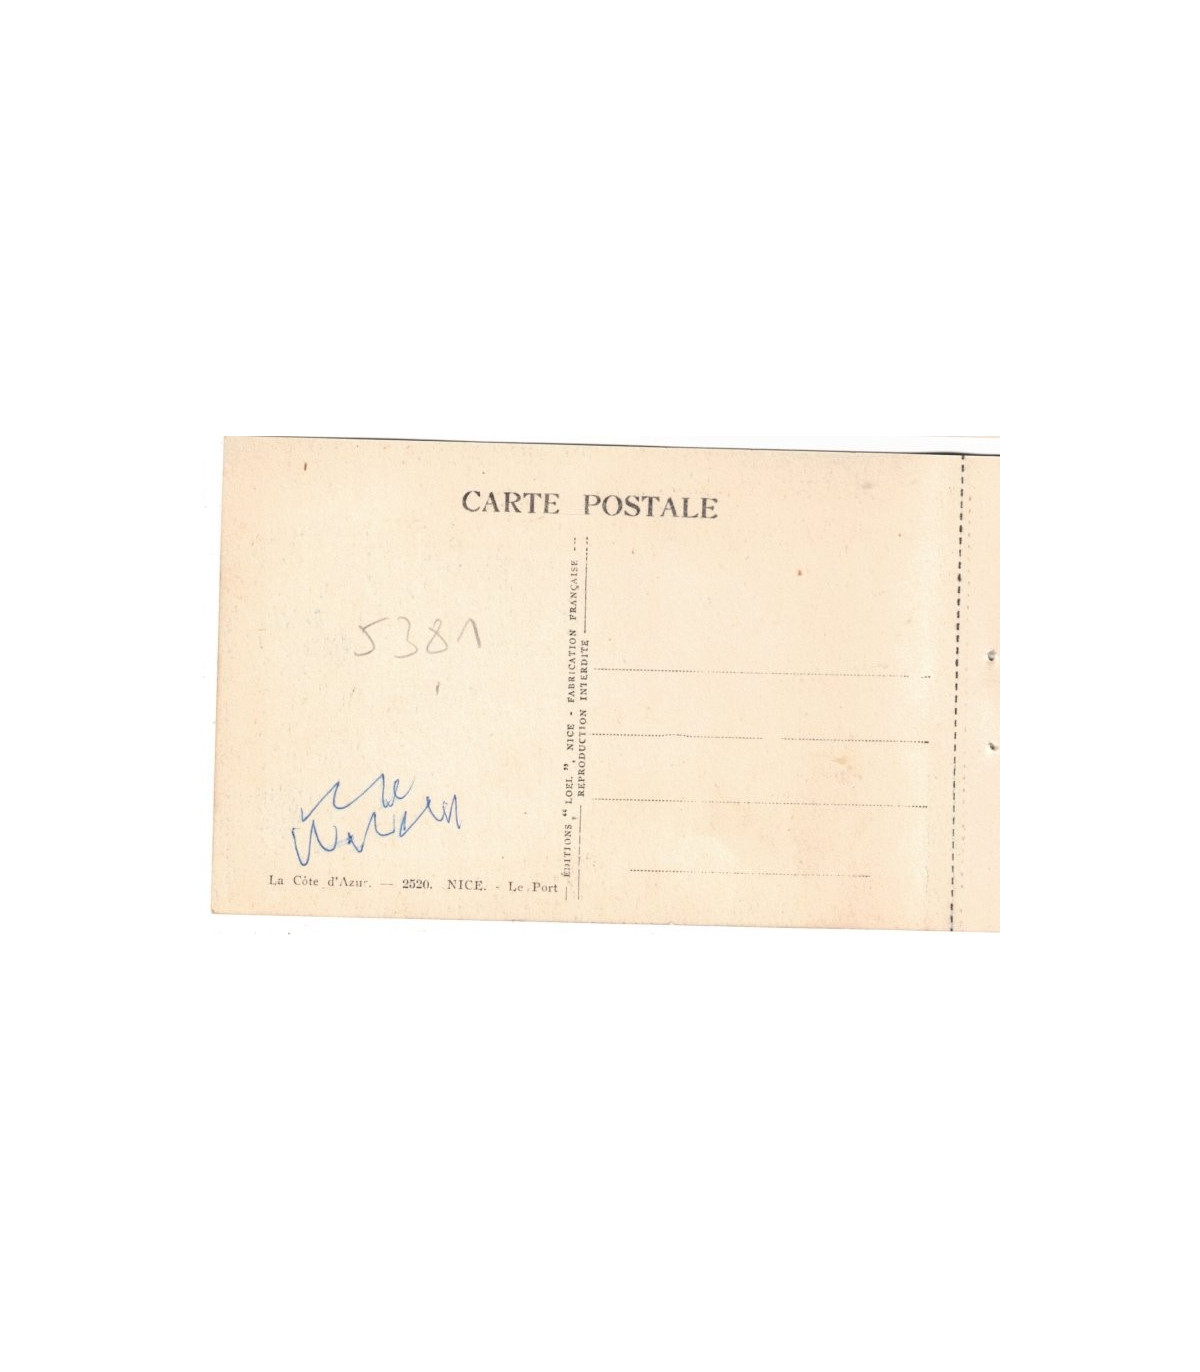 CARTE POSTALE
5381
ÉDITIONS “ LOEL ”, NICE - FABRICATION FRANÇAISE
REPRODUCTION INTERDITE
La Côte d'Azur. — 2520. NICE. - Le Port